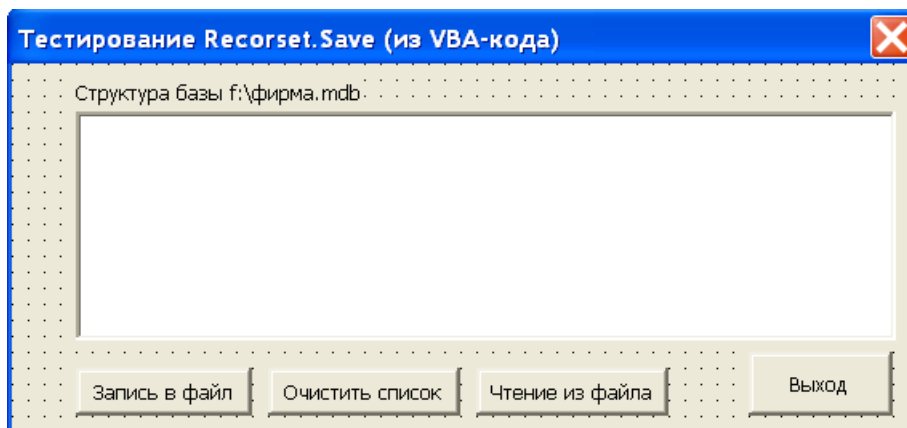 Тестирование Recorset.Save (из VBA-кода)
Структура базы f:\фирма.mdb
Запись в файл Очистить список Чтение из файла Выход